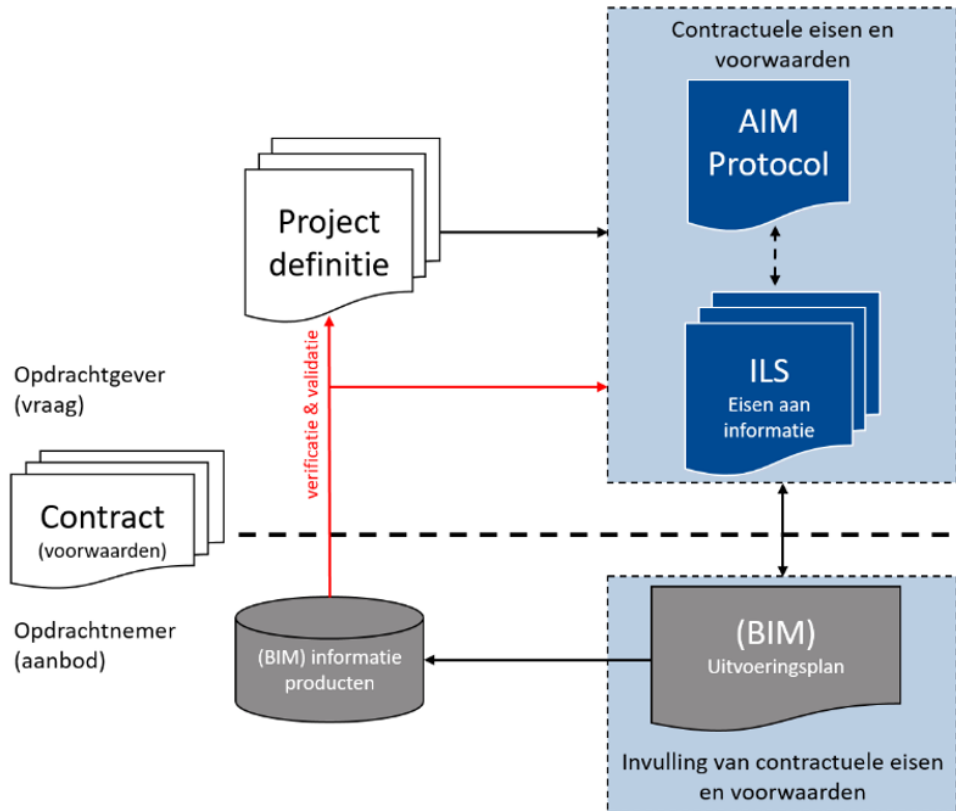 Contractuele eisen en
voorwaarden
AIM
Protocol
Project
definitie
verificatie & validatie
ILS
Eisen aan
informatie
Opdrachtgever
(vraag)
Contract
(voorwaarden)
Opdrachtnemer
(aanbod)
(BIM) informatie
producten
(BIM)
Uitvoeringsplan
Invulling van contractuele eisen
en voorwaarden